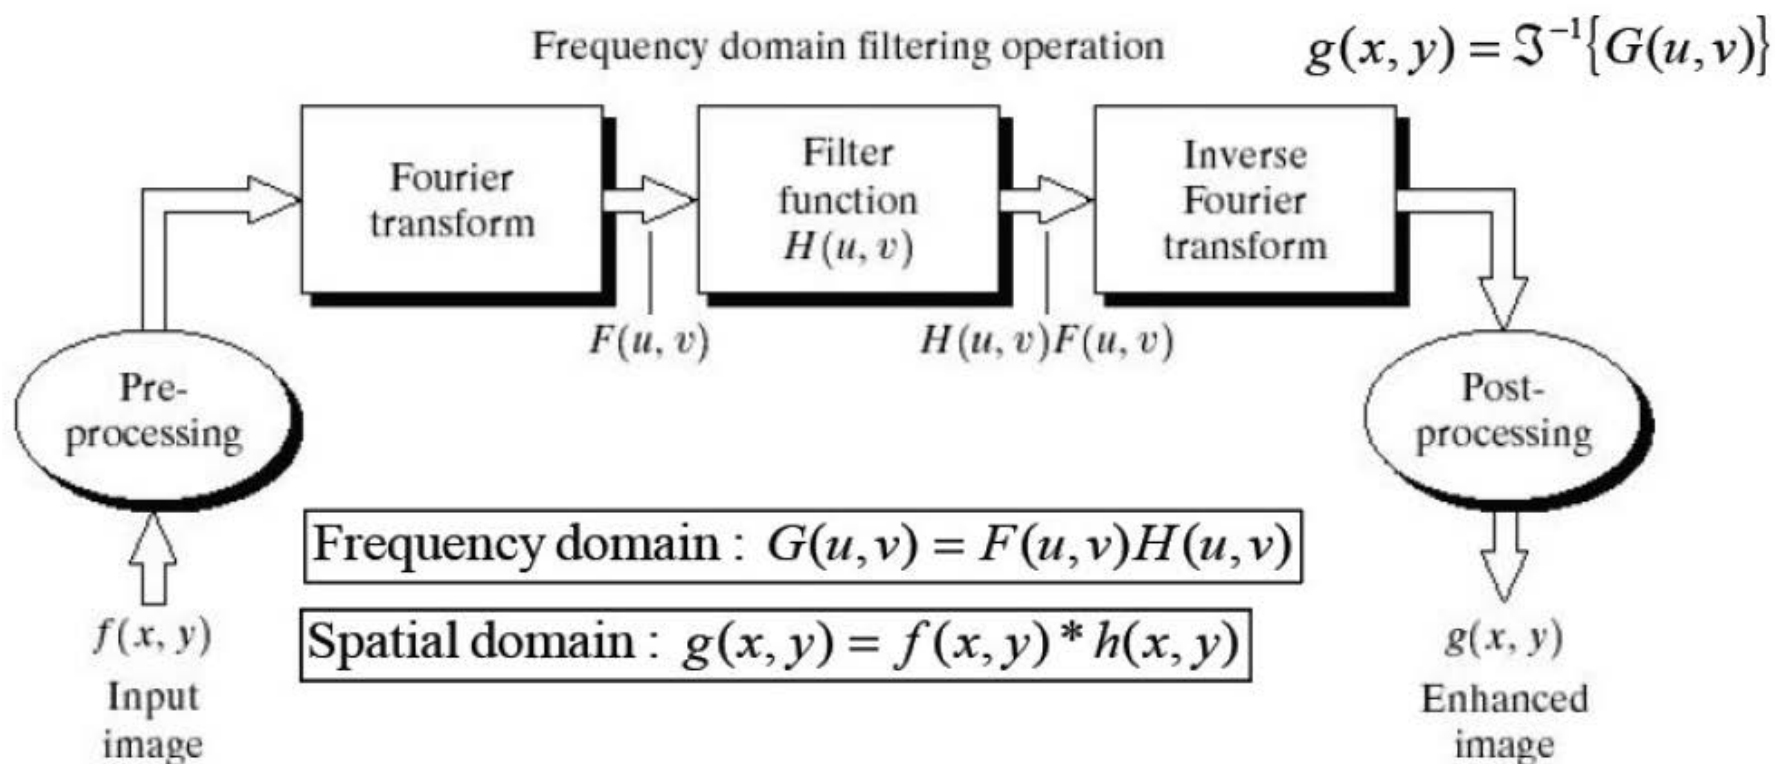 Frequency domain filtering operation
g(x, y) = ℑ⁻¹{G(u, v)}
Fourier
transform
Filter
function
H(u, v)
Inverse
Fourier
transform
F(u, v)
H(u, v)F(u, v)
Pre-
processing
Post-
processing
Frequency domain : G(u, v) = F(u, v)H(u, v)
Spatial domain : g(x, y) = f(x, y) * h(x, y)
f(x, y)
Input
image
g(x, y)
Enhanced
image